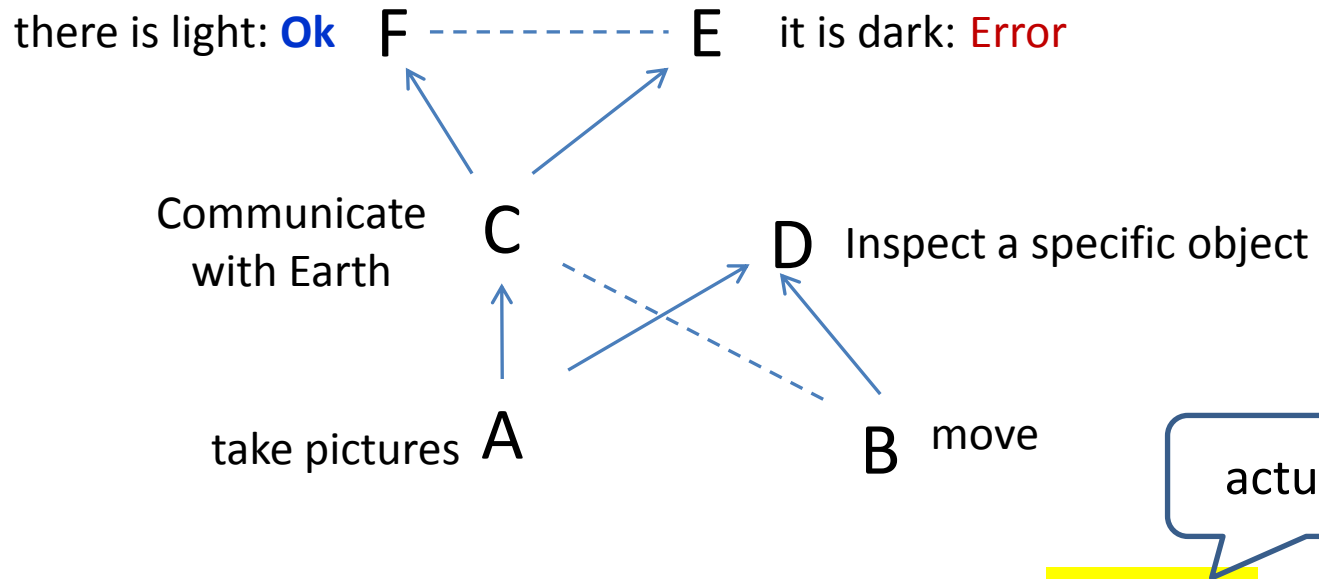 there is light: Ok F E it is dark: Error
Communicate
with Earth
C
D Inspect a specific object
take pictures A
B move